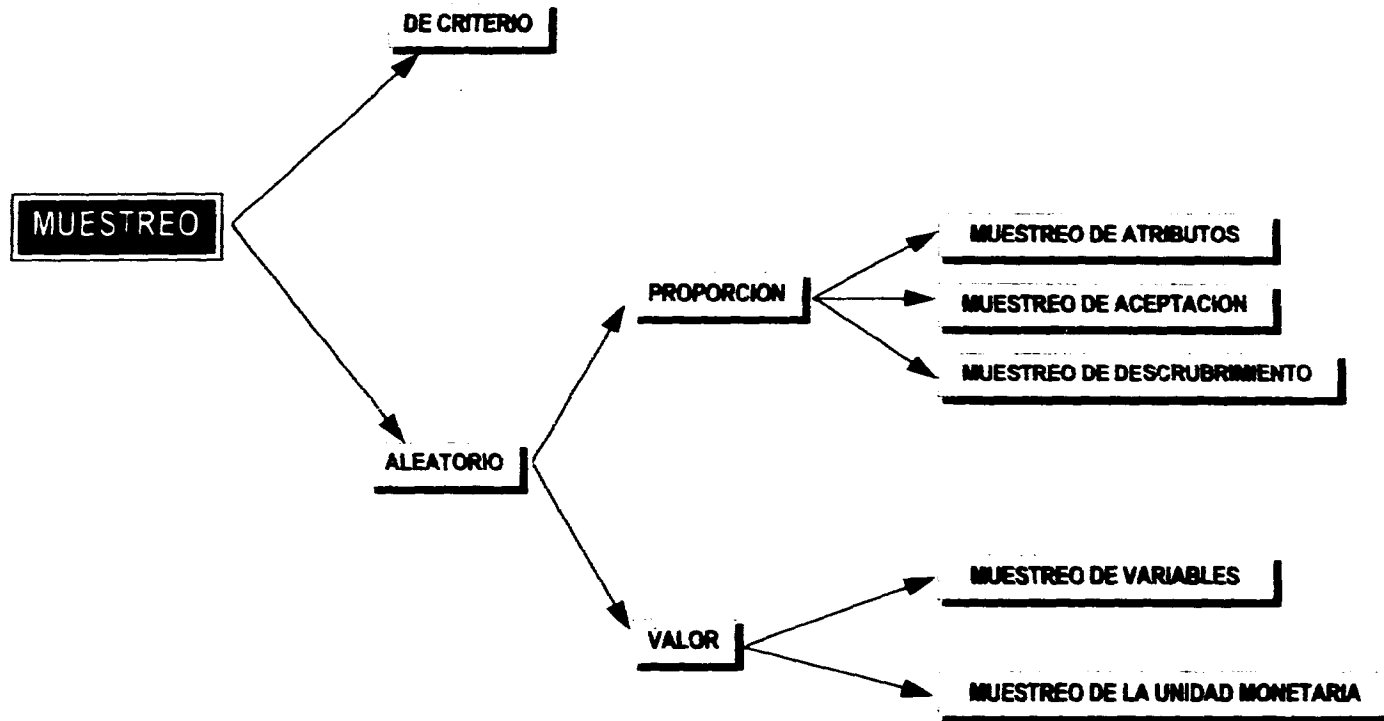 DE CRITERIO
MUESTREO
MUESTREO DE ATRIBUTOS
PROPORCION
MUESTREO DE ACEPTACION
MUESTREO DE DESCRUBRIMIENTO
ALEATORIO
MUESTREO DE VARIABLES
VALOR
MUESTREO DE LA UNIDAD MONETARIA